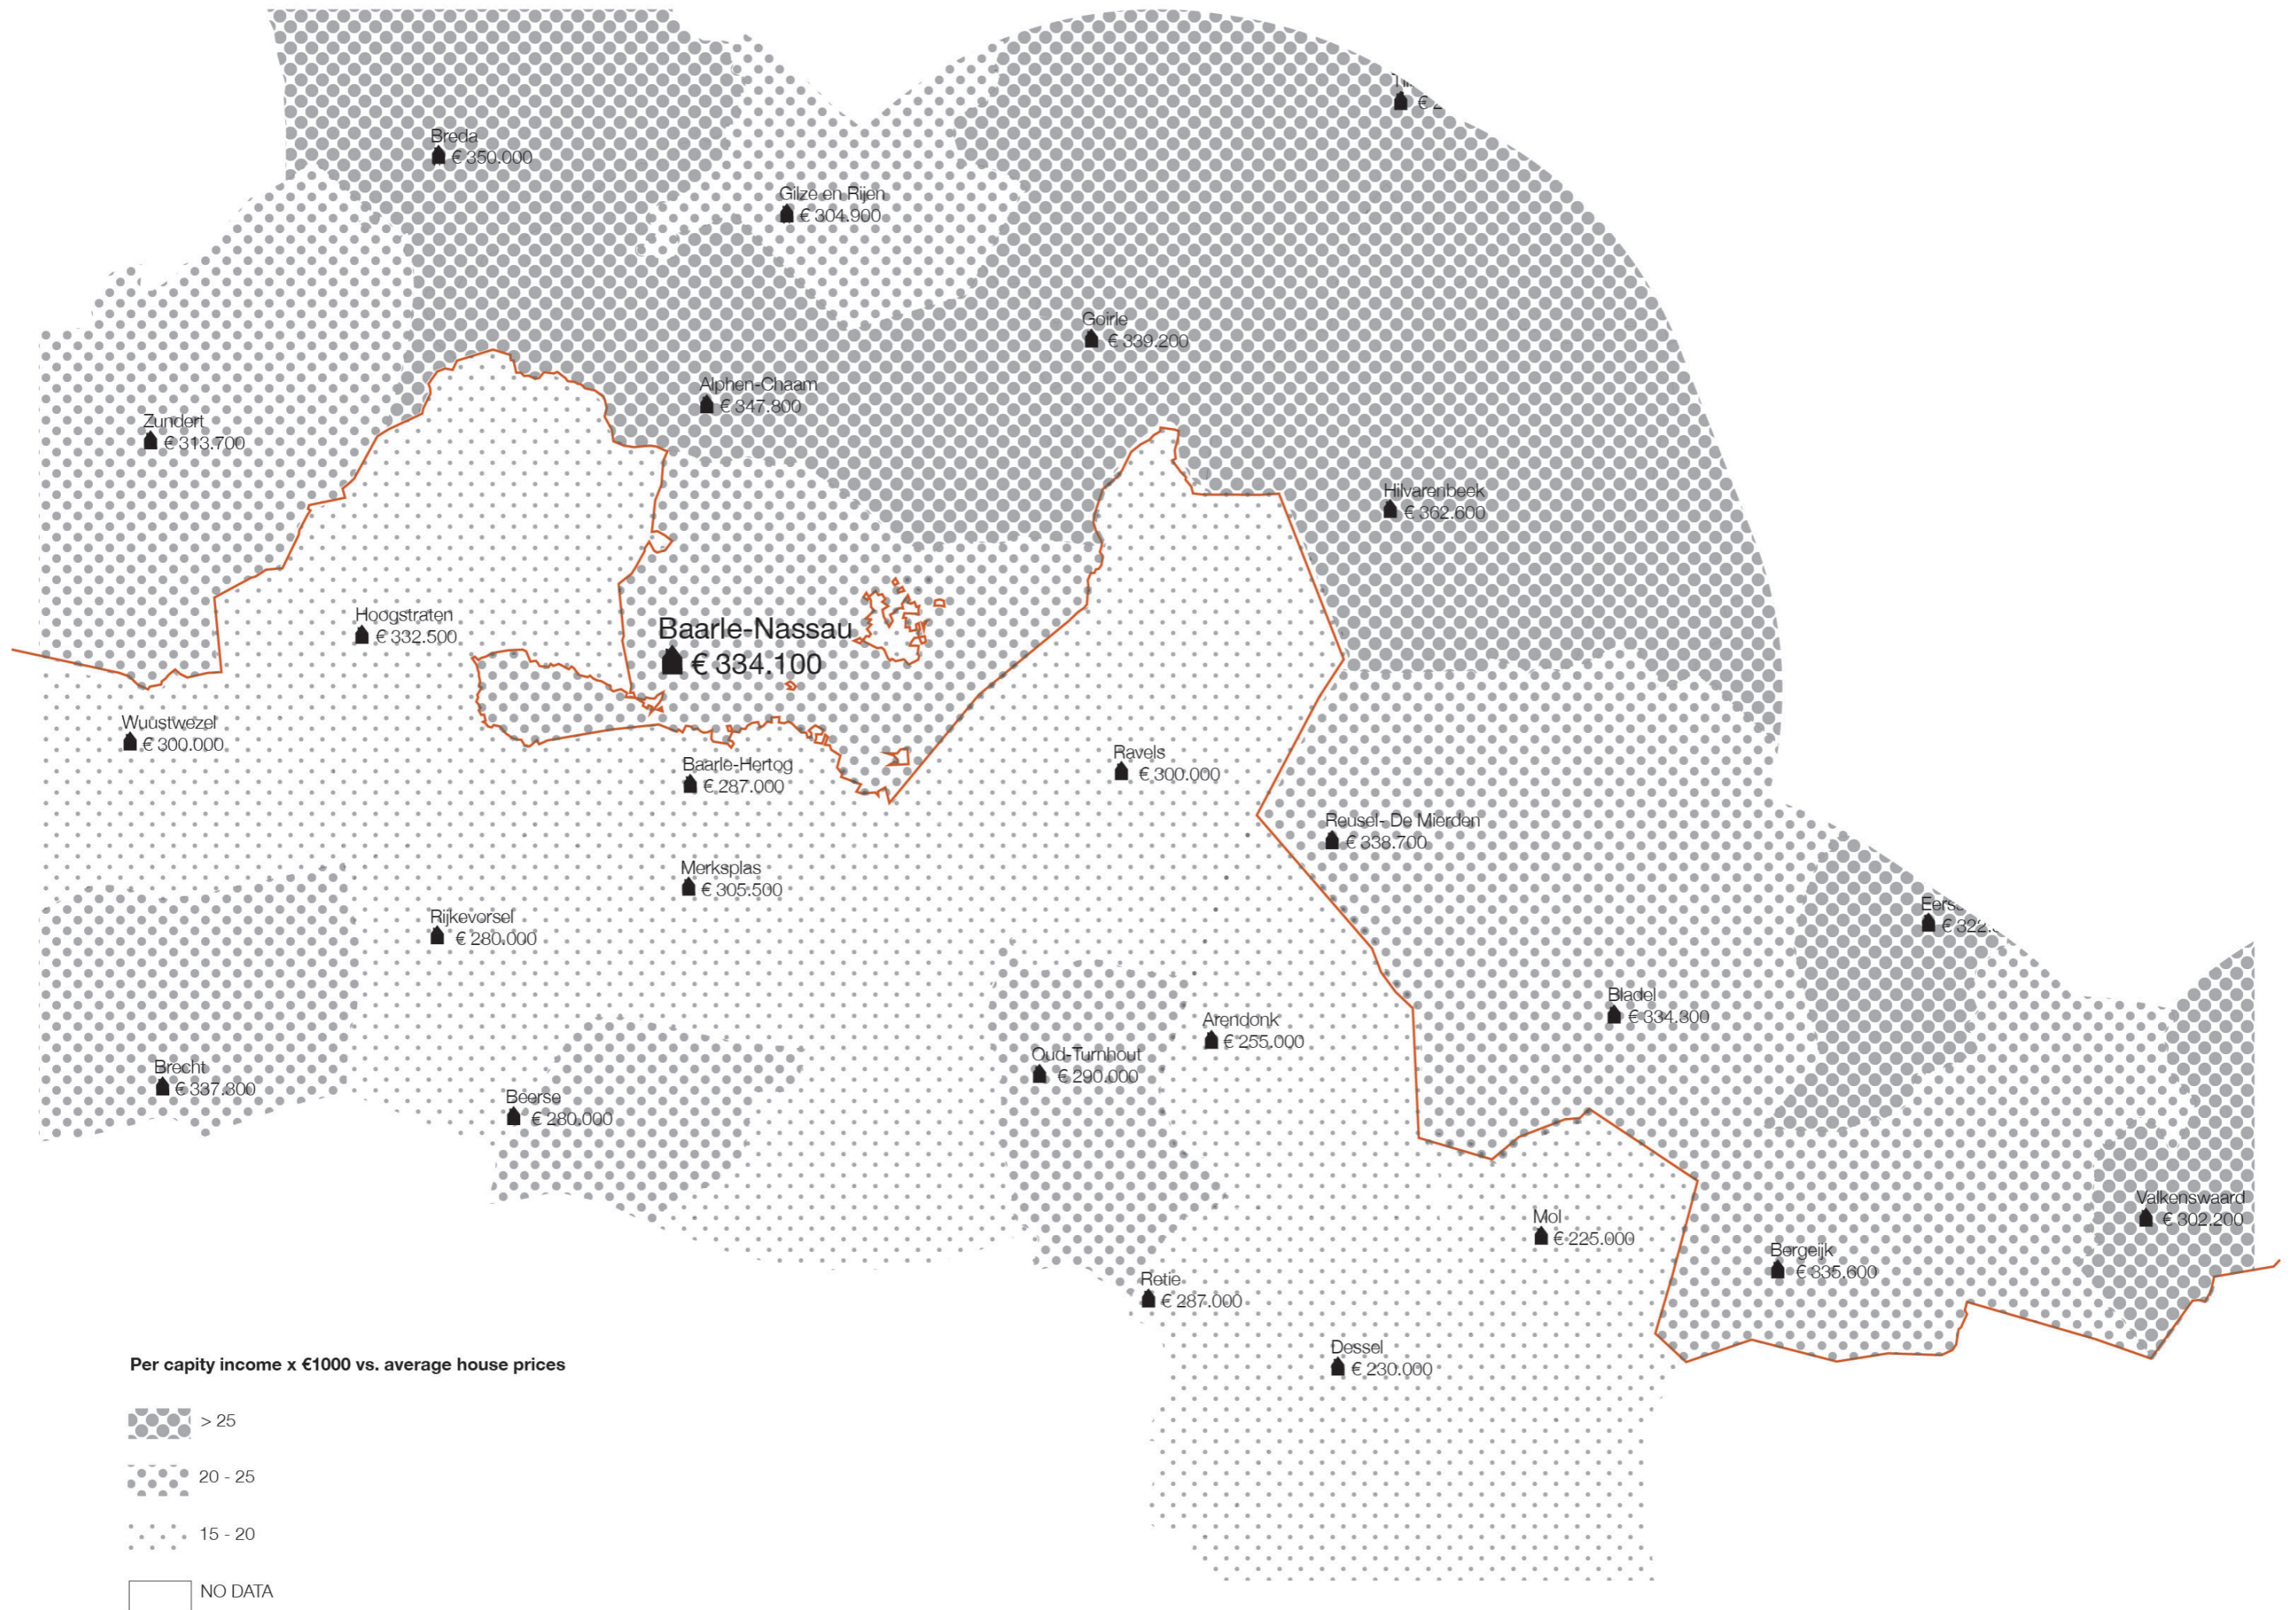 € 2
Breda
€ 350.000
Gilze en Rijen
€ 304.900
Goirle
€ 339.200
Alphen-Chaam
€ 347.800
Zundert
€ 313.700
Hilvarenbeek
€ 362.600
Hoogstraten
€ 332.500
Baarle-Nassau
€ 334.100
Wuustwezel
€ 300.000
Baarle-Hertog
€ 287.000
Ravels
€ 300.000
Reusel- De Mierden
€ 338.700
Merksplas
€ 305.500
Rijkevorsel
€ 280.000
Eers
€ 322.
Bladel
€ 334.300
Arendonk
€ 255.000
Oud-Turnhout
€ 290.000
Brecht
€ 337.300
Beerse
€ 280.000
Valkenswaard
€ 302.200
Mol
€ 225.000
Bergeijk
€ 335.600
Retie
€ 287.000
Dessel
€ 230.000
Per capity income x €1000 vs. average house prices
> 25
20 - 25
15 - 20
NO DATA